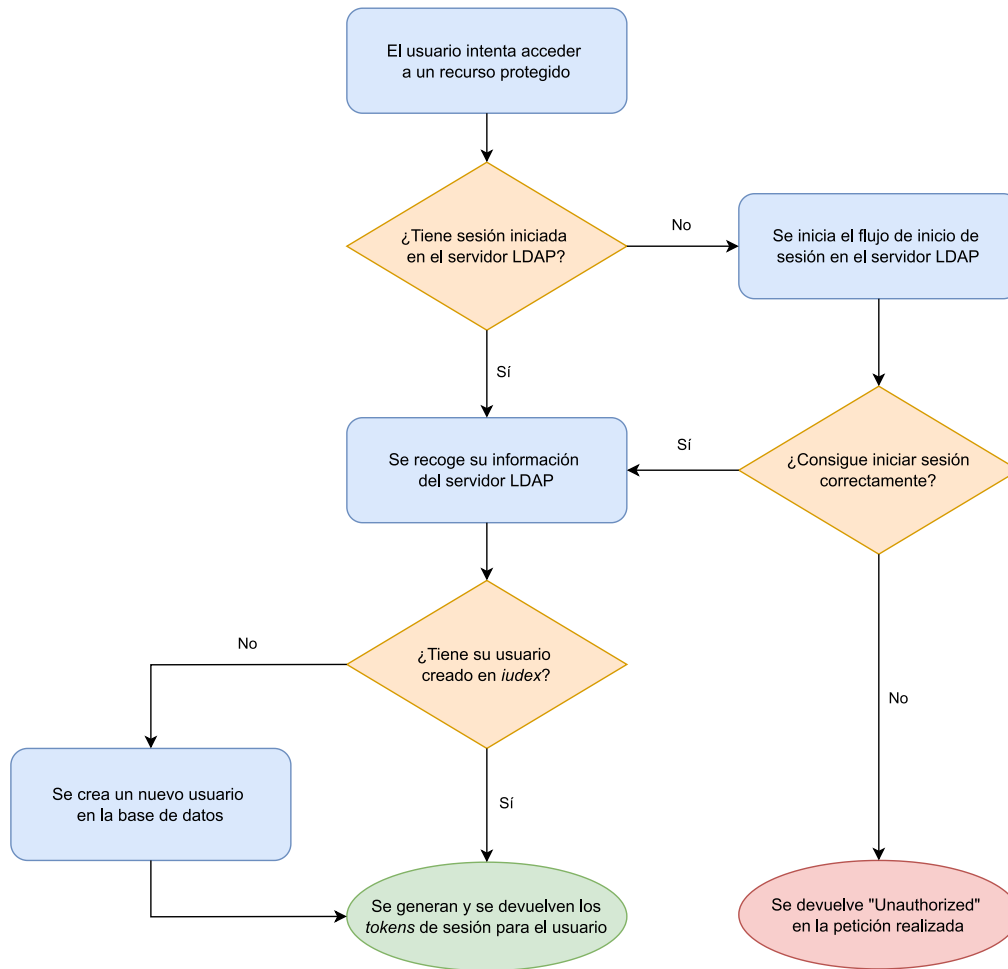 El usuario intenta acceder
a un recurso protegido
¿Tiene sesión iniciada
en el servidor LDAP?
No
Se inicia el flujo de inicio de
sesión en el servidor LDAP
Sí
Se recoge su información
del servidor LDAP
Sí
¿Consigue iniciar sesión
correctamente?
No
¿Tiene su usuario
creado en iudex?
No
Se crea un nuevo usuario
en la base de datos
Sí
Se generan y se devuelven los
tokens de sesión para el usuario
Se devuelve "Unauthorized"
en la petición realizada